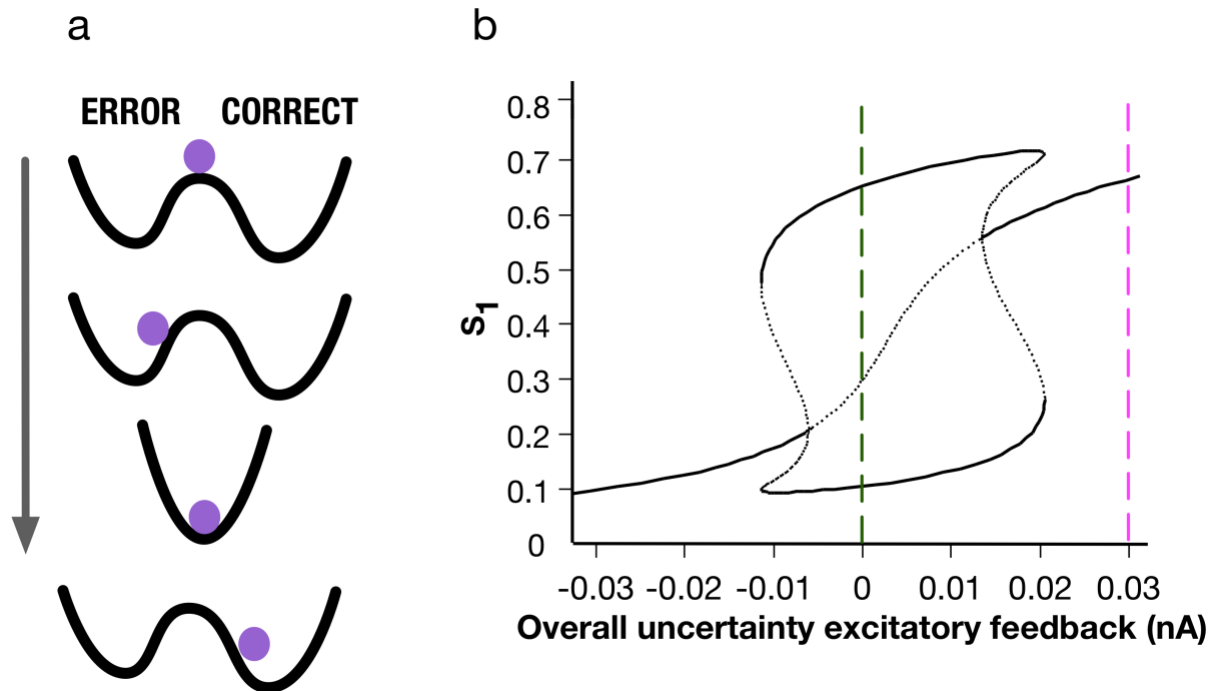 a
ERROR CORRECT
b
0.8
0.7
0.6
0.5
0.4
0.3
0.2
0.1
0
S1
-0.03 -0.02 -0.01 0 0.01 0.02 0.03
Overall uncertainty excitatory feedback (nA)